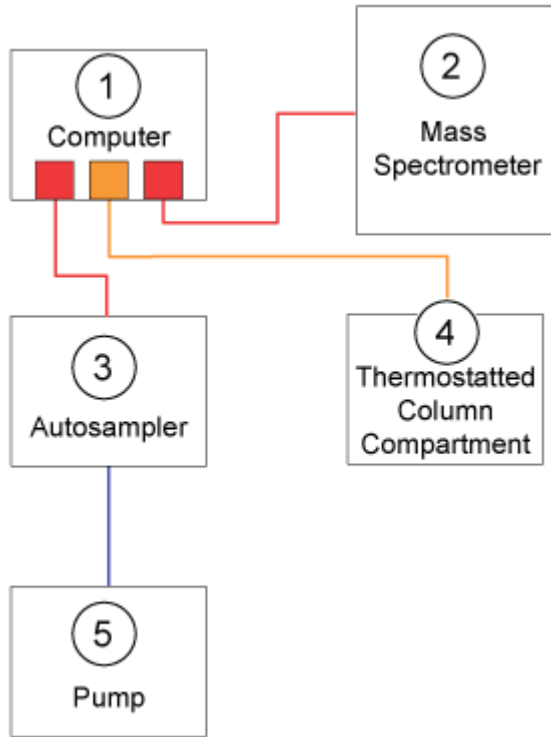 1
Computer
2
Mass
Spectrometer
3
Autosampler
4
Thermostatted
Column
Compartment
5
Pump